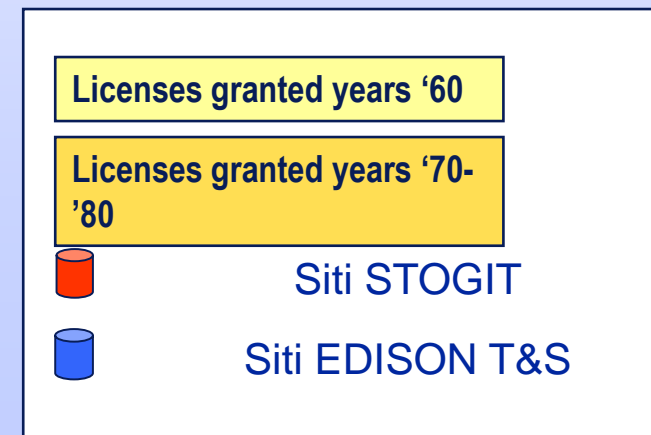 Licenses granted years ‘60
Licenses granted years ‘70-
’80
Siti STOGIT
Siti EDISON T&S